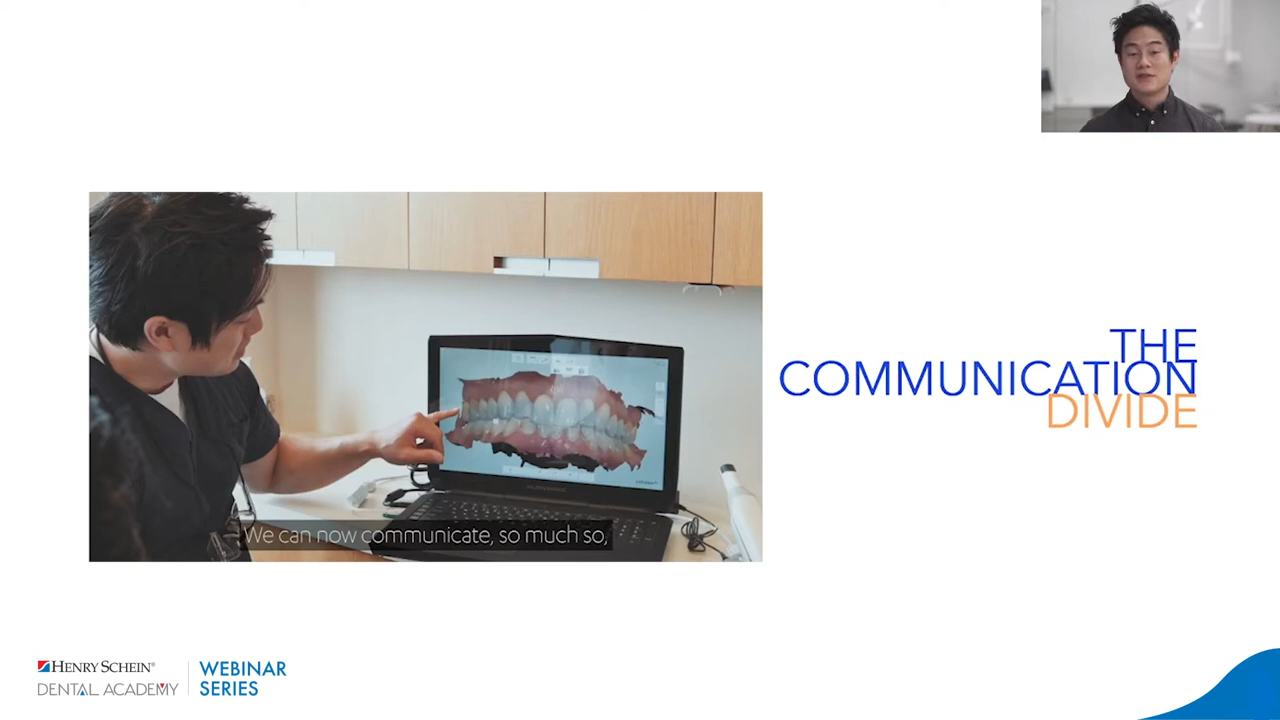 THE
COMMUNICATION
DIVIDE
We can now communicate, so much so,
HENRY SCHEIN®
DENTAL ACADEMY
WEBINAR
SERIES